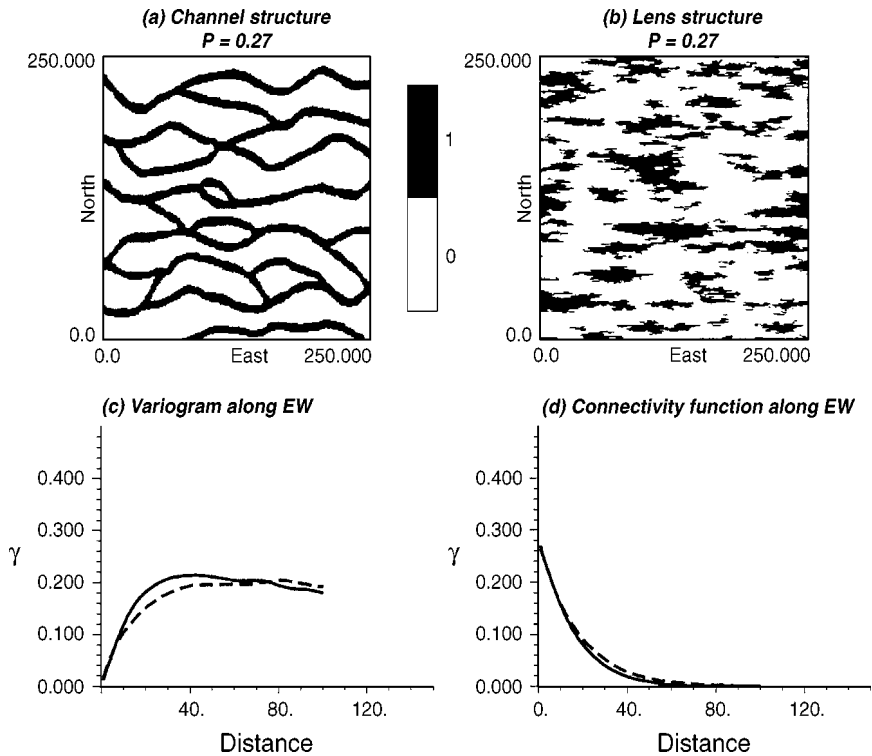 (a) Channel structure
P = 0.27
250.000
North
0.0
0.0 East 250.000
1
0
(b) Lens structure
P = 0.27
250.000
North
0.0
0.0 East 250.000
(c) Variogram along EW
0.400
0.300
γ
0.200
0.100
0.000
40. 80. 120.
Distance
(d) Connectivity function along EW
0.400
0.300
γ
0.200
0.100
0.000
0. 40. 80. 120.
Distance